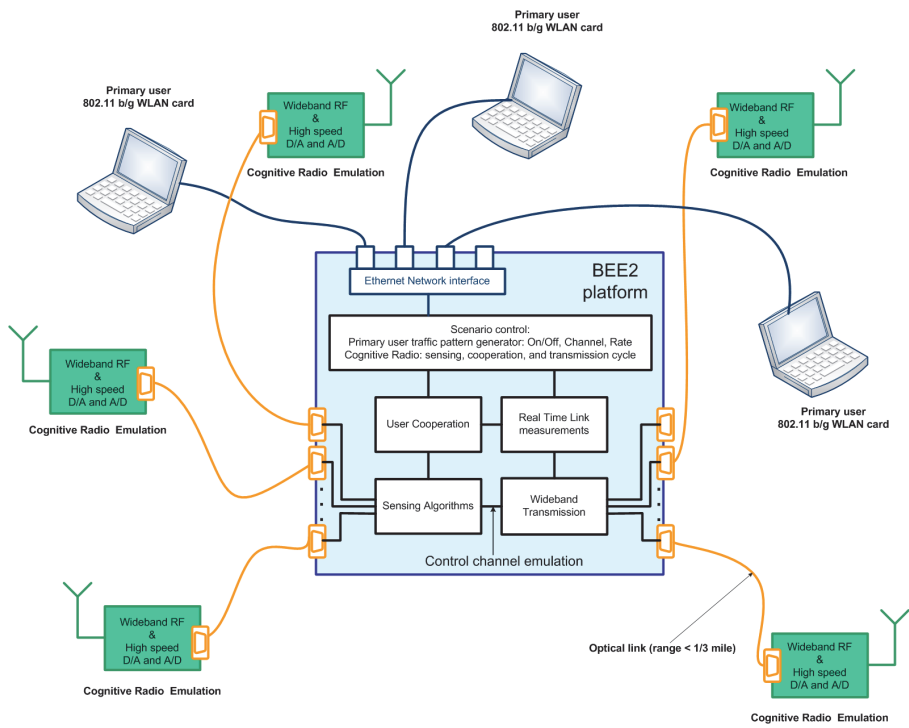 Primary user
802.11 b/g WLAN card
Primary user
802.11 b/g WLAN card
Wideband RF
&
High speed
D/A and A/D
Cognitive Radio Emulation
Wideband RF
&
High speed
D/A and A/D
Cognitive Radio Emulation
BEE2
platform
Ethernet Network interface
Scenario control:
Primary user traffic pattern generator: On/Off, Channel, Rate
Cognitive Radio: sensing, cooperation, and transmission cycle
Wideband RF
&
High speed
D/A and A/D
Cognitive Radio Emulation
Primary user
802.11 b/g WLAN card
User Cooperation
Real Time Link
measurements
Sensing Algorithms
Wideband
Transmission
Control channel emulation
Wideband RF
&
High speed
D/A and A/D
Cognitive Radio Emulation
Optical link (range < 1/3 mile)
Wideband RF
&
High speed
D/A and A/D
Cognitive Radio Emulation